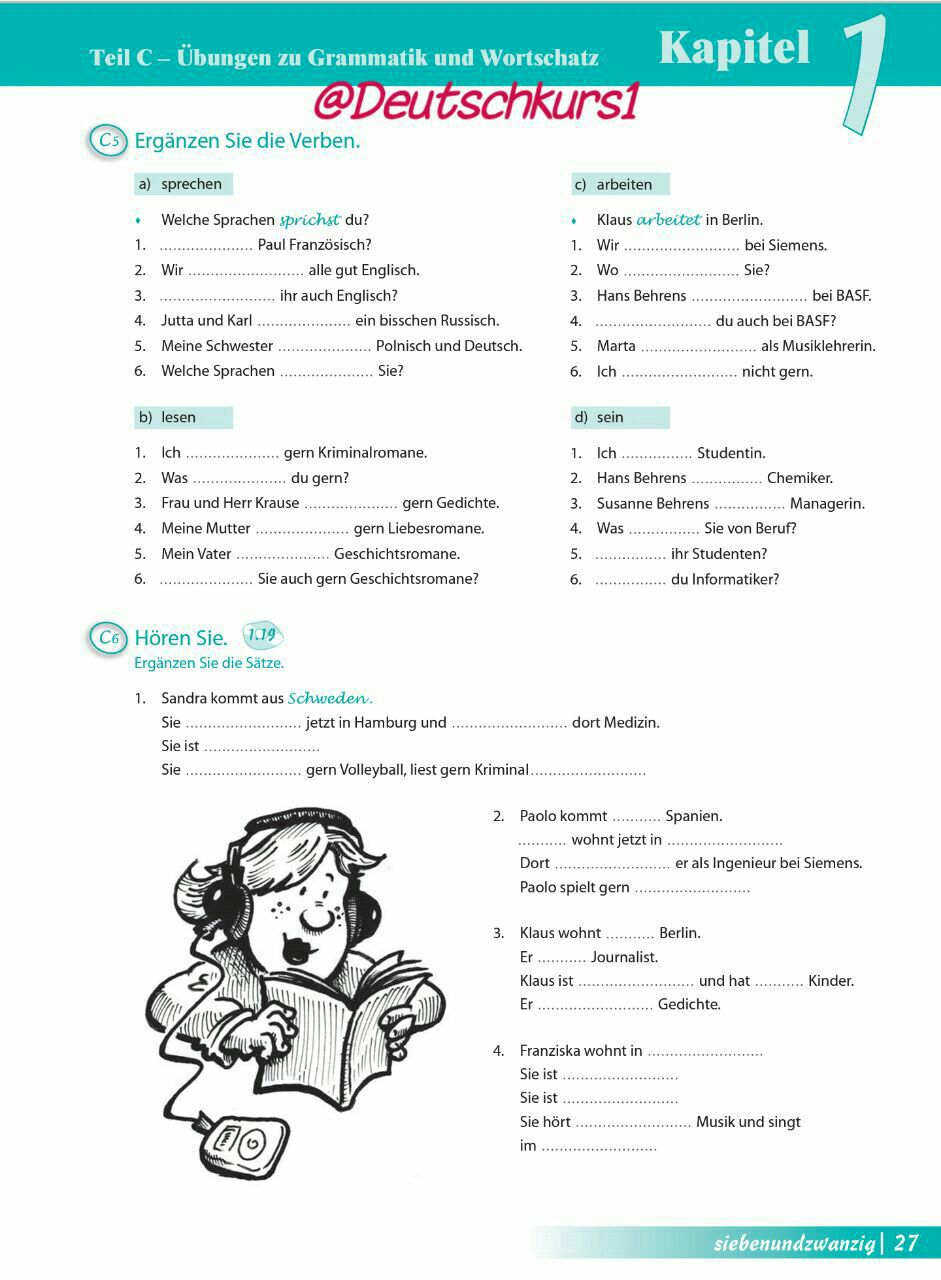 Teil C – Übungen zu Grammatik und Wortschatz Kapitel 1
@Deutschkurs1
C5 Ergänzen Sie die Verben.
a) sprechen
⬧ Welche Sprachen sprichst du?
1. ..................... Paul Französisch?
2. Wir .......................... alle gut Englisch.
3. .......................... ihr auch Englisch?
4. Jutta und Karl ..................... ein bisschen Russisch.
5. Meine Schwester ..................... Polnisch und Deutsch.
6. Welche Sprachen ..................... Sie?
b) lesen
1. Ich ..................... gern Kriminalromane.
2. Was ..................... du gern?
3. Frau und Herr Krause ..................... gern Gedichte.
4. Meine Mutter ..................... gern Liebesromane.
5. Mein Vater ..................... Geschichtsromane.
6. ..................... Sie auch gern Geschichtsromane?
c) arbeiten
⬧ Klaus arbeitet in Berlin.
1. Wir .......................... bei Siemens.
2. Wo .......................... Sie?
3. Hans Behrens .......................... bei BASF.
4. .......................... du auch bei BASF?
5. Marta .......................... als Musiklehrerin.
6. Ich .......................... nicht gern.
d) sein
1. Ich ................ Studentin.
2. Hans Behrens ................ Chemiker.
3. Susanne Behrens ................ Managerin.
4. Was ................ Sie von Beruf?
5. ................ ihr Studenten?
6. ................ du Informatiker?
C6 Hören Sie. 1.19
Ergänzen Sie die Sätze.
1. Sandra kommt aus Schweden.
Sie .......................... jetzt in Hamburg und .......................... dort Medizin.
Sie ist ..........................
Sie .......................... gern Volleyball, liest gern Kriminal..........................
2. Paolo kommt ........... Spanien.
........... wohnt jetzt in ..........................
Dort .......................... er als Ingenieur bei Siemens.
Paolo spielt gern ..........................
3. Klaus wohnt ........... Berlin.
Er ........... Journalist.
Klaus ist .......................... und hat ........... Kinder.
Er .......................... Gedichte.
4. Franziska wohnt in ..........................
Sie ist ..........................
Sie ist ..........................
Sie hört .......................... Musik und singt
im ..........................
siebenundzwanzig | 27